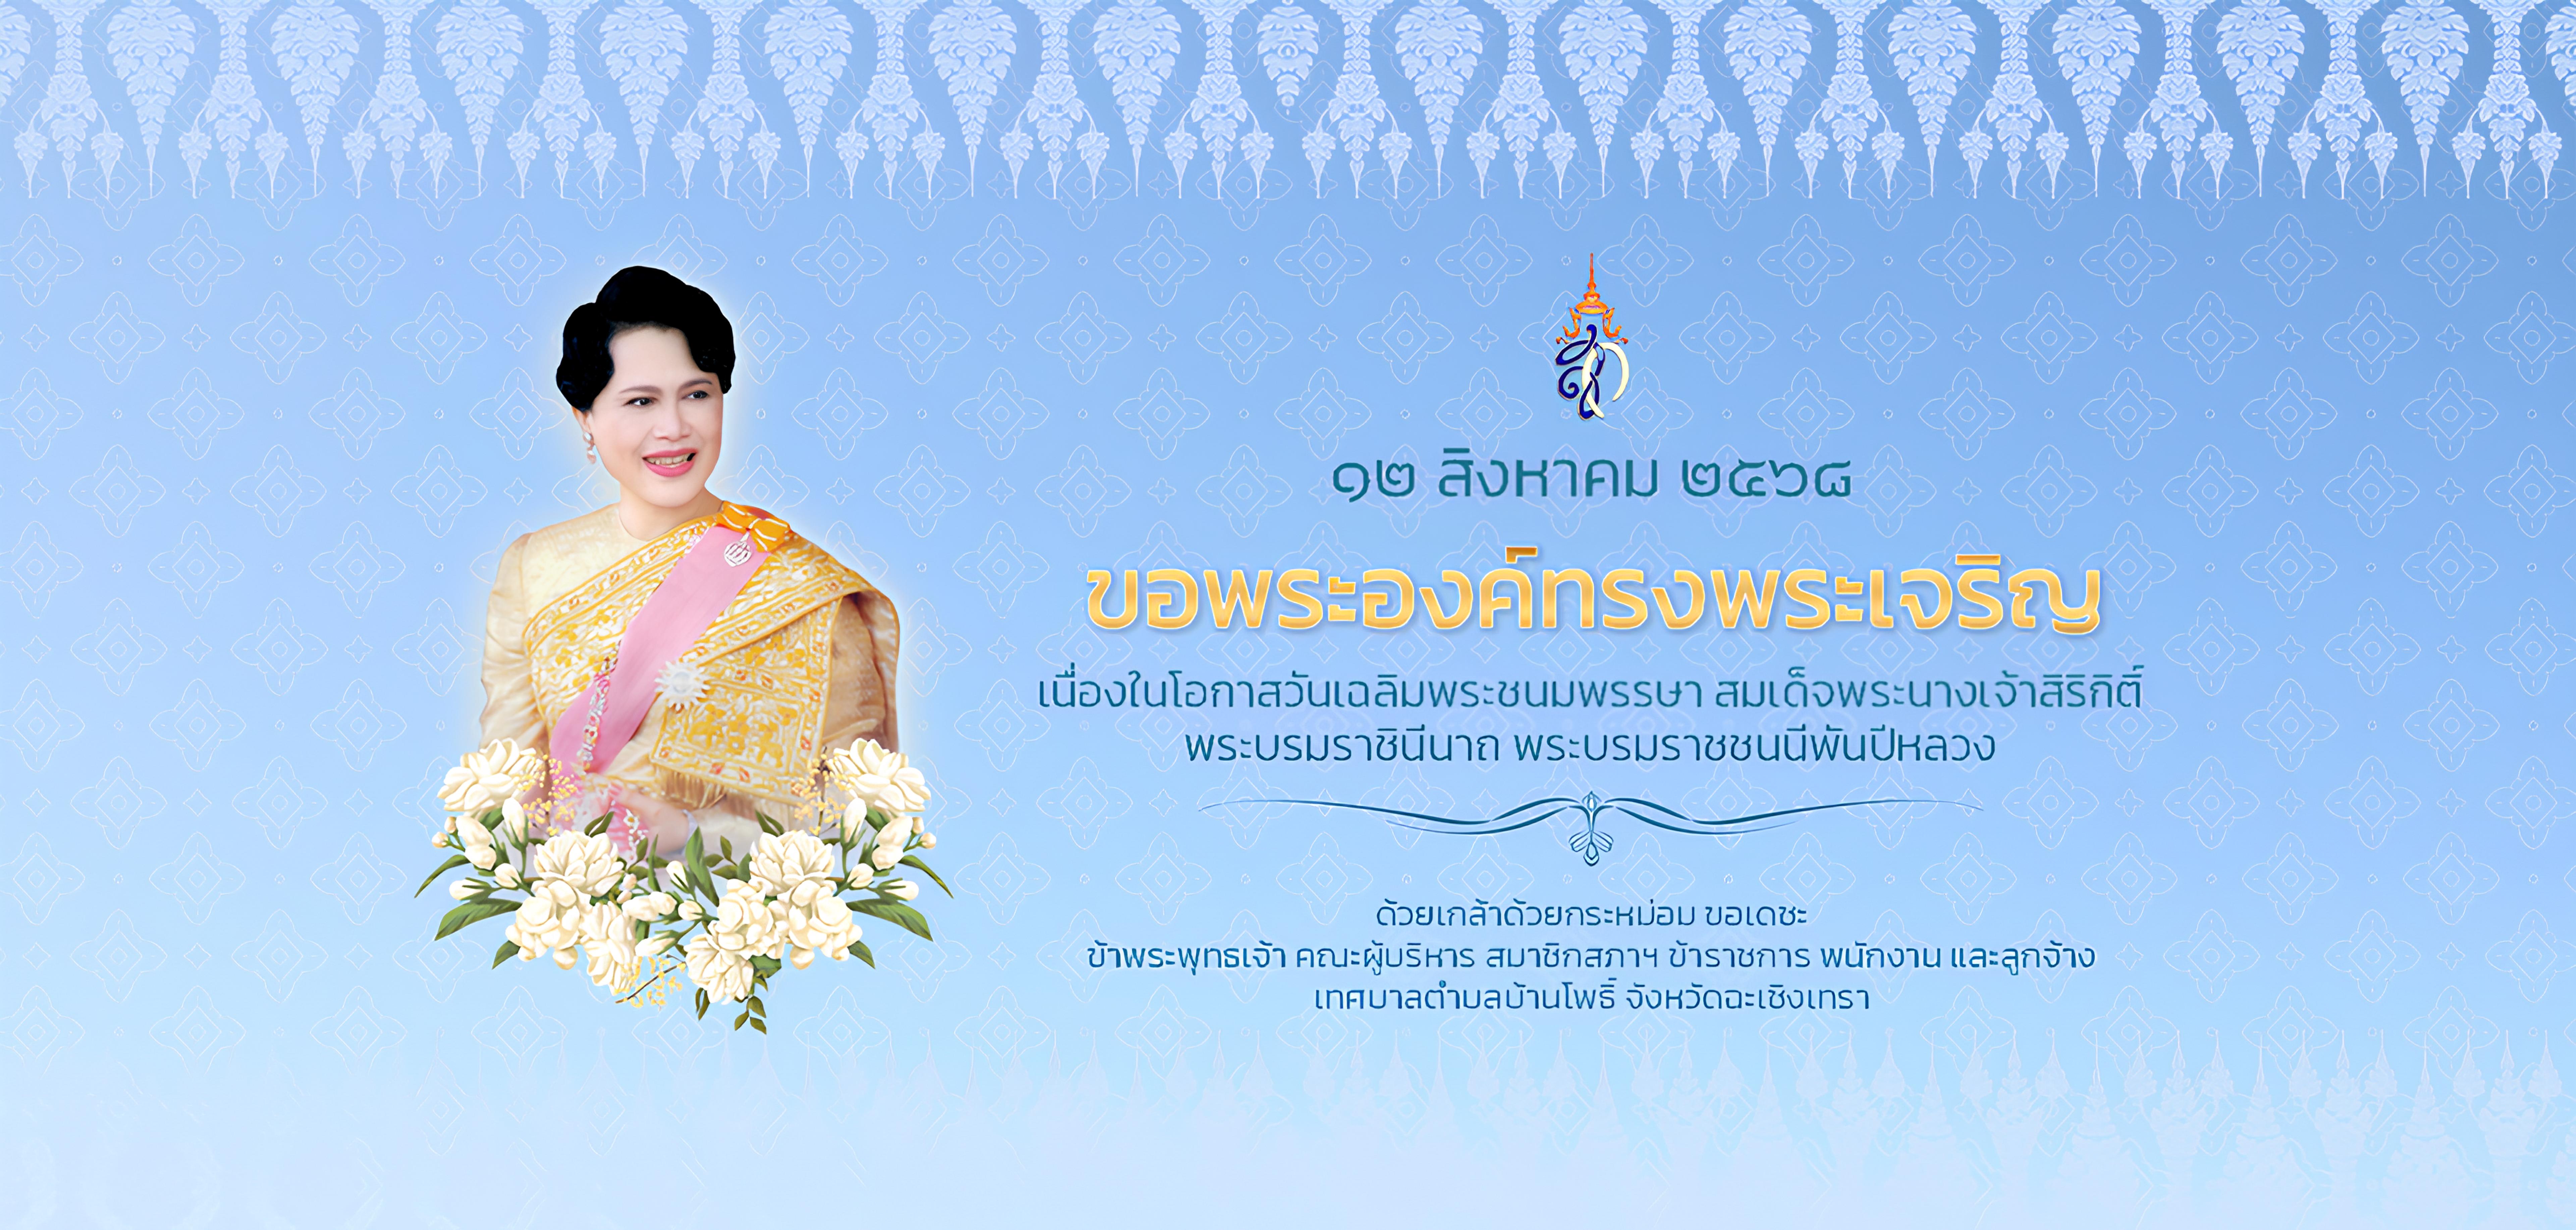 ๑๒ สิงหาคม ๒๕๖๘
ขอพระองค์ทรงพระเจริญ
เนื่องในโอกาสวันเฉลิมพระชนมพรรษา สมเด็จพระนางเจ้าสิริกิติ์
พระบรมราชินีนาถ พระบรมราชชนนีพันปีหลวง
ด้วยเกล้าด้วยกระหม่อม ขอเดชะ
ข้าพระพุทธเจ้า คณะผู้บริหาร สมาชิกสภาฯ ข้าราชการ พนักงาน และลูกจ้าง
เทศบาลตำบลบ้านโพธิ์ จังหวัดฉะเชิงเทรา